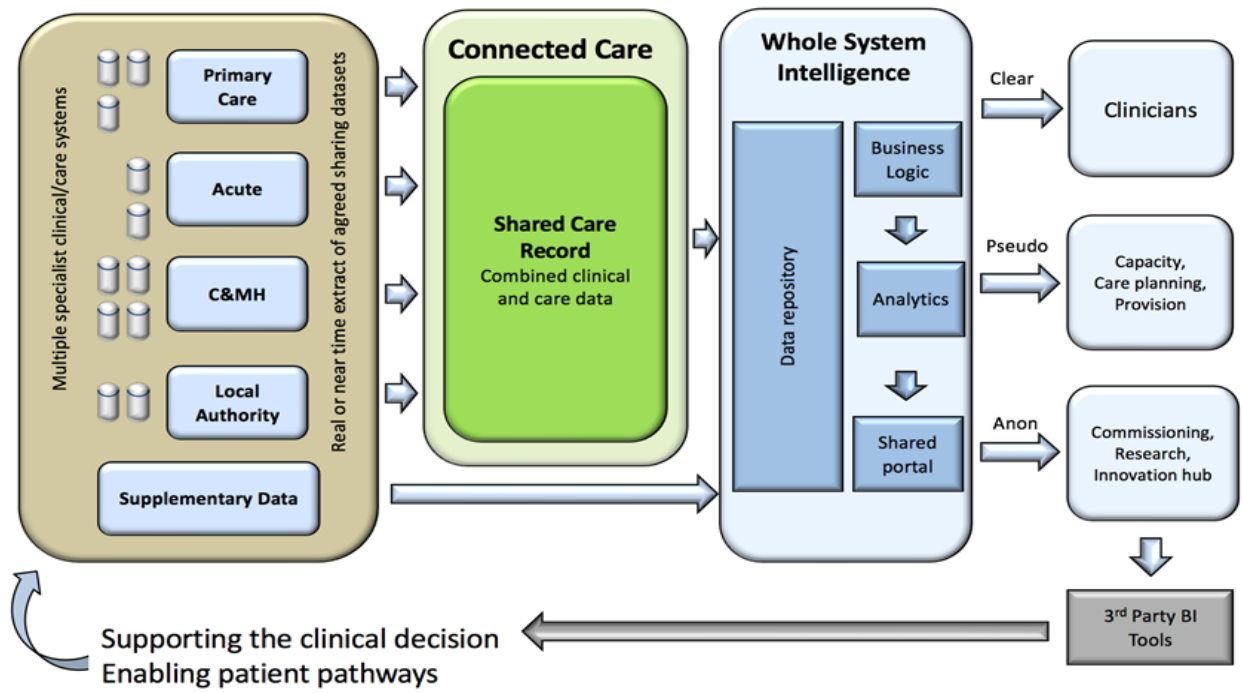 Multiple specialist clinical/care systems
Primary
Care
Acute
C&MH
Local
Authority
Supplementary Data
Real or near time extract of agreed sharing datasets
Connected Care
Shared Care
Record
Combined clinical
and care data
Whole System
Intelligence
Data repository
Business
Logic
Analytics
Shared
portal
Clear
Clinicians
Pseudo
Capacity,
Care planning,
Provision
Anon
Commissioning,
Research,
Innovation hub
3rd Party BI
Tools
Supporting the clinical decision
Enabling patient pathways